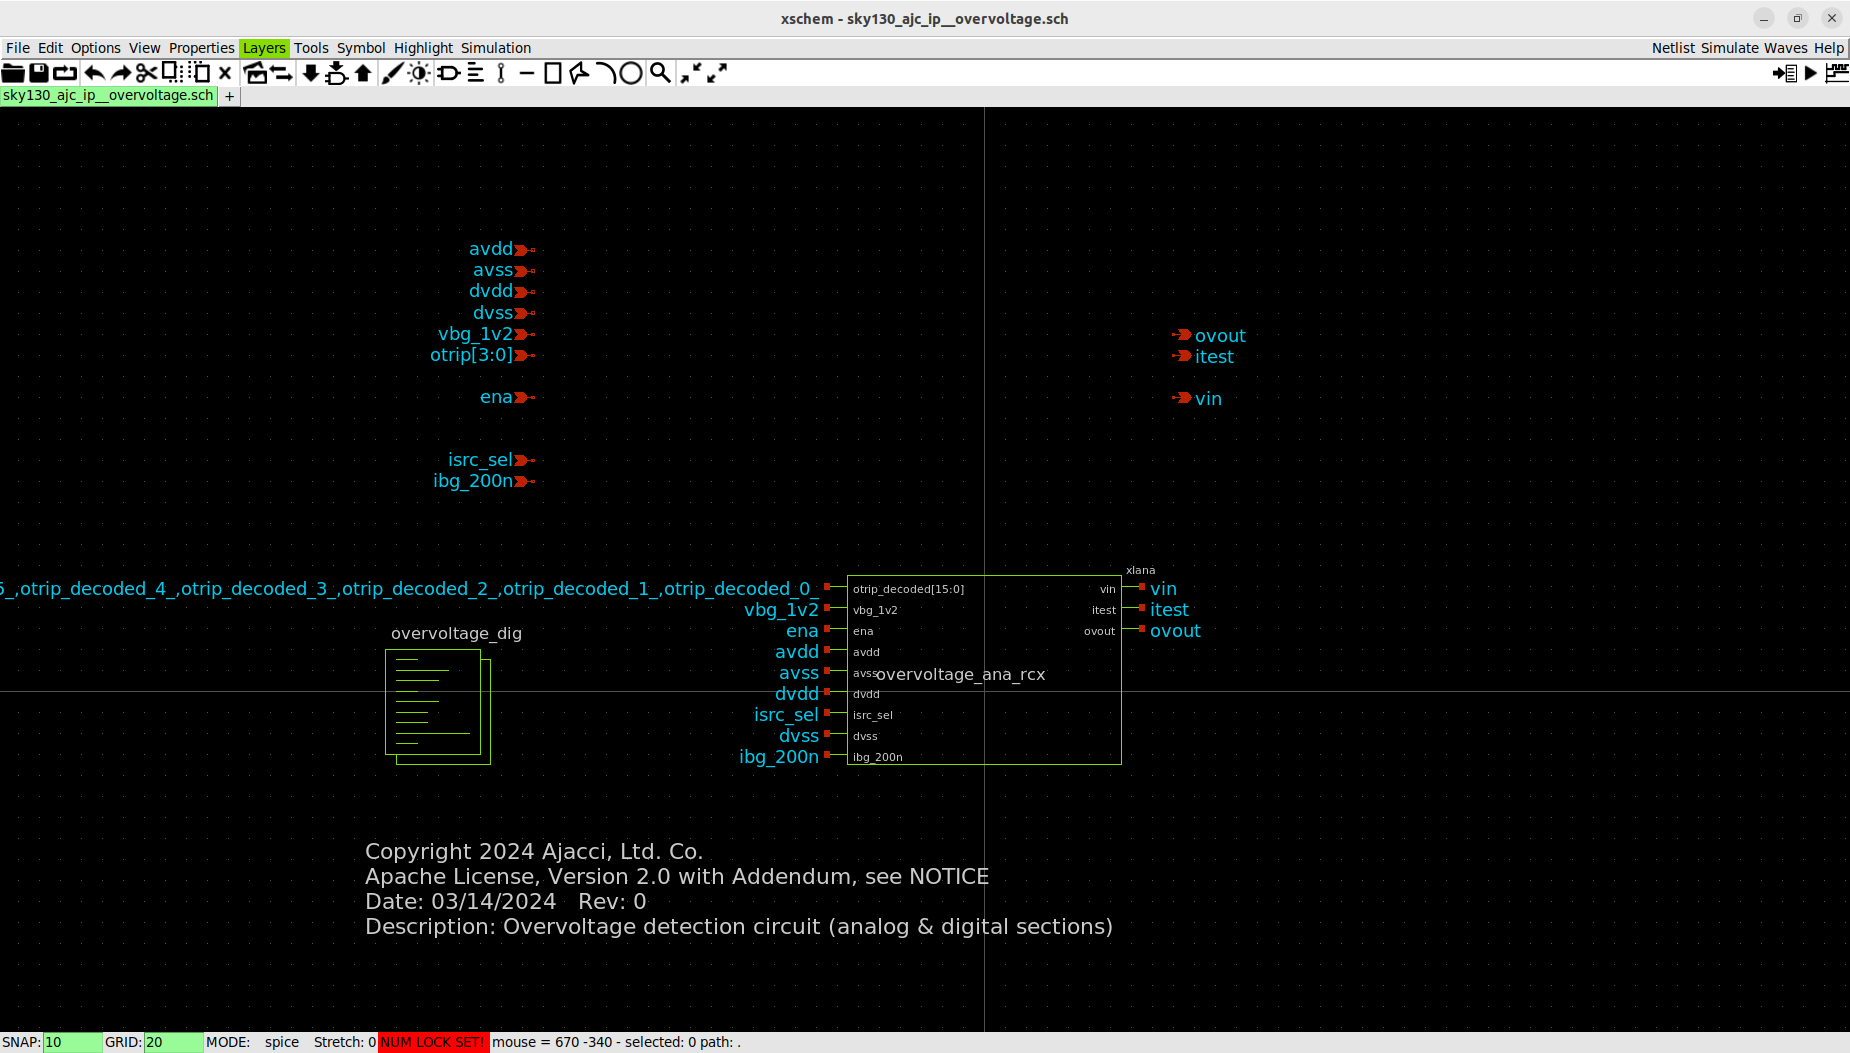 xschem - sky130_ajc_ip__overvoltage.sch
File Edit Options View Properties Layers Tools Symbol Highlight Simulation Netlist Simulate Waves Help
sky130_ajc_ip__overvoltage.sch +
avdd
avss
dvdd
dvss
vbg_1v2
otrip[3:0]
ena
isrc_sel
ibg_200n
ovout
itest
vin
xlana
5_,otrip_decoded_4_,otrip_decoded_3_,otrip_decoded_2_,otrip_decoded_1_,otrip_decoded_0_ otrip_decoded[15:0] vin vin
vbg_1v2 vbg_1v2 itest itest
ena ena ovout ovout
overvoltage_dig
avdd avdd
avss avss overvoltage_ana_rcx
dvdd dvdd
isrc_sel isrc_sel
dvss dvss
ibg_200n ibg_200n
Copyright 2024 Ajacci, Ltd. Co.
Apache License, Version 2.0 with Addendum, see NOTICE
Date: 03/14/2024 Rev: 0
Description: Overvoltage detection circuit (analog & digital sections)
SNAP: 10 GRID: 20 MODE: spice Stretch: 0 NUM LOCK SET! mouse = 670 -340 - selected: 0 path: .